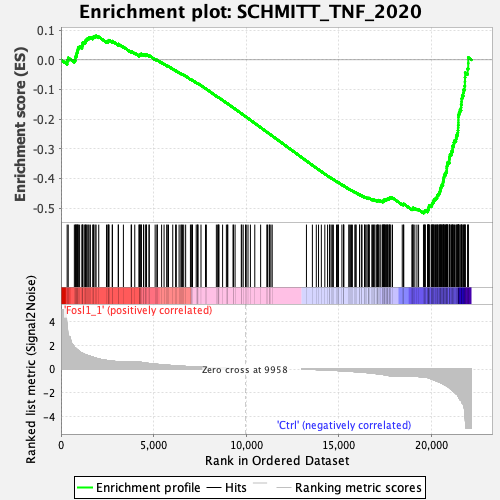 Enrichment plot: SCHMITT_TNF_2020
Enrichment score (ES)
0.1
0.0
-0.1
-0.2
-0.3
-0.4
-0.5
'Fosl1_1' (positively correlated)
Ranked list metric (Signal2Noise)
4
2
0
-2
-4
Zero cross at 9958
'Ctrl' (negatively correlated)
0
5,000
10,000
15,000
20,000
Rank in Ordered Dataset
Enrichment profile
Hits
Ranking metric scores